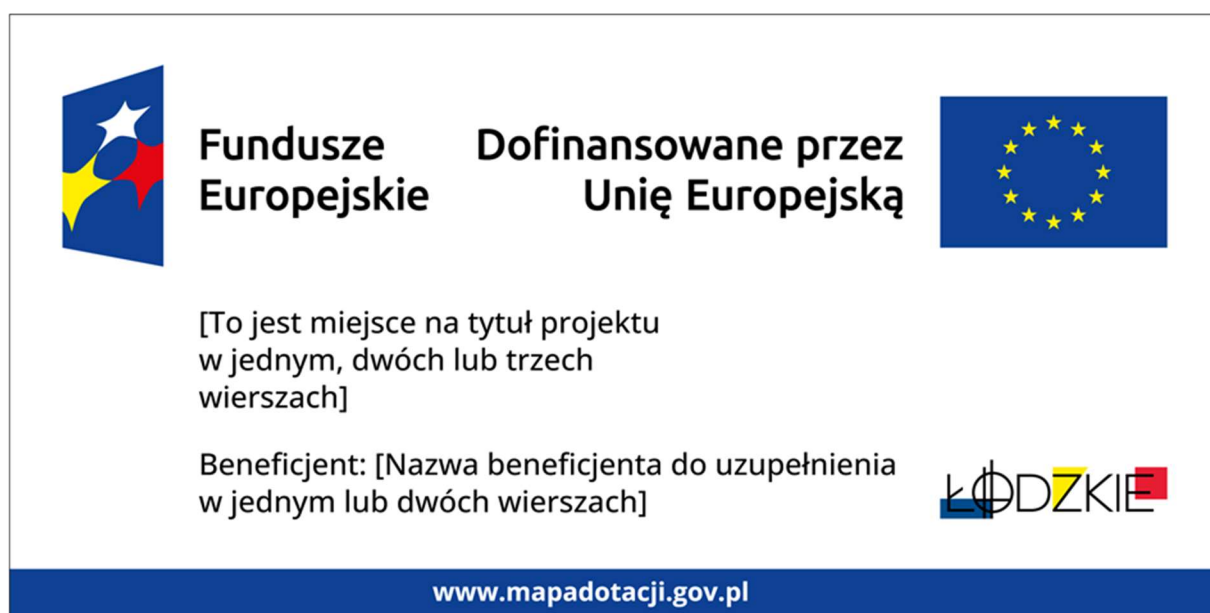 Fundusze
Europejskie
Dofinansowane przez
Unię Europejską
[To jest miejsce na tytuł projektu
w jednym, dwóch lub trzech
wierszach]
Beneficjent: [Nazwa beneficjenta do uzupełnienia
w jednym lub dwóch wierszach]
ŁÓDZKIE
www.mapadotacji.gov.pl